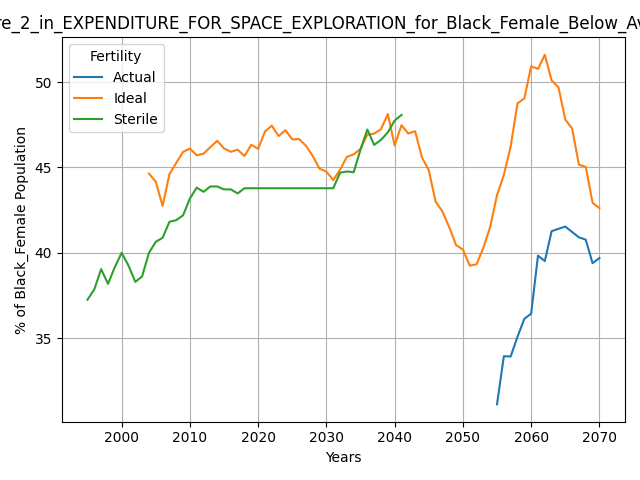 re_2_in_EXPENDITURE_FOR_SPACE_EXPLORATION_for_Black_Female_Below_Av
Fertility
Actual
Ideal
Sterile
% of Black_Female Population
50
45
40
35
2000 2010 2020 2030 2040 2050 2060 2070
Years